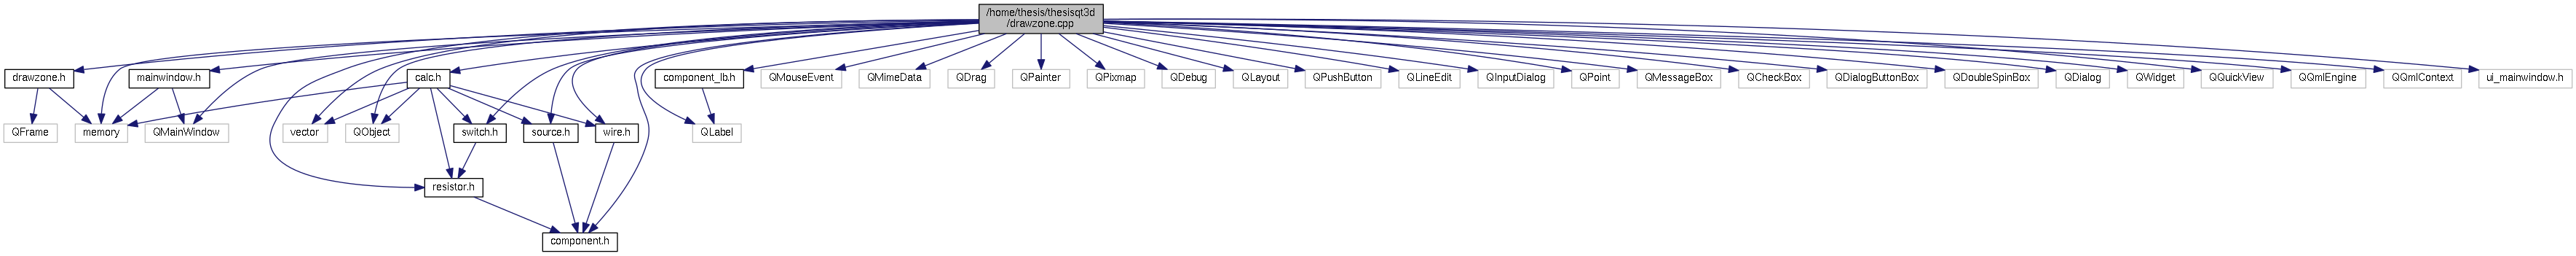 /home/thesis/thesisqt3d
/drawzone.cpp
drawzone.h
mainwindow.h
calc.h
component_lb.h
QMouseEvent
QMimeData
QDrag
QPainter
QPixmap
QDebug
QLayout
QPushButton
QLineEdit
QInputDialog
QPoint
QMessageBox
QCheckBox
QDialogButtonBox
QDoubleSpinBox
QDialog
QWidget
QQuickView
QQmlEngine
QQmlContext
ui_mainwindow.h
QFrame
memory
QMainWindow
vector
QObject
switch.h
source.h
wire.h
QLabel
resistor.h
component.h